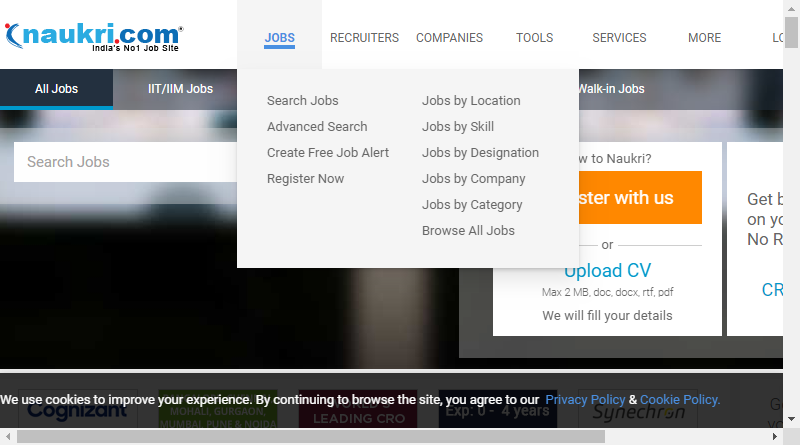 naukri.com
India's No1 Job Site
JOBS
RECRUITERS
COMPANIES
TOOLS
SERVICES
MORE
LO
All Jobs
IIT/IIM Jobs
Walk-in Jobs
Search Jobs
Advanced Search
Create Free Job Alert
Register Now
Jobs by Location
Jobs by Skill
Jobs by Designation
Jobs by Company
Jobs by Category
Browse All Jobs
Search Jobs
w to Naukri?
ster with us
or
Upload CV
Max 2 MB, doc, docx, rtf, pdf
We will fill your details
Get b
on yo
No R
CR
We use cookies to improve your experience. By continuing to browse the site, you agree to our Privacy Policy & Cookie Policy.
Cognizant
MOHALI, GURGAON,
MUMBAI, PUNE & NOIDA
LEADING CRO
Exp: 0 - 4 years
Synechron